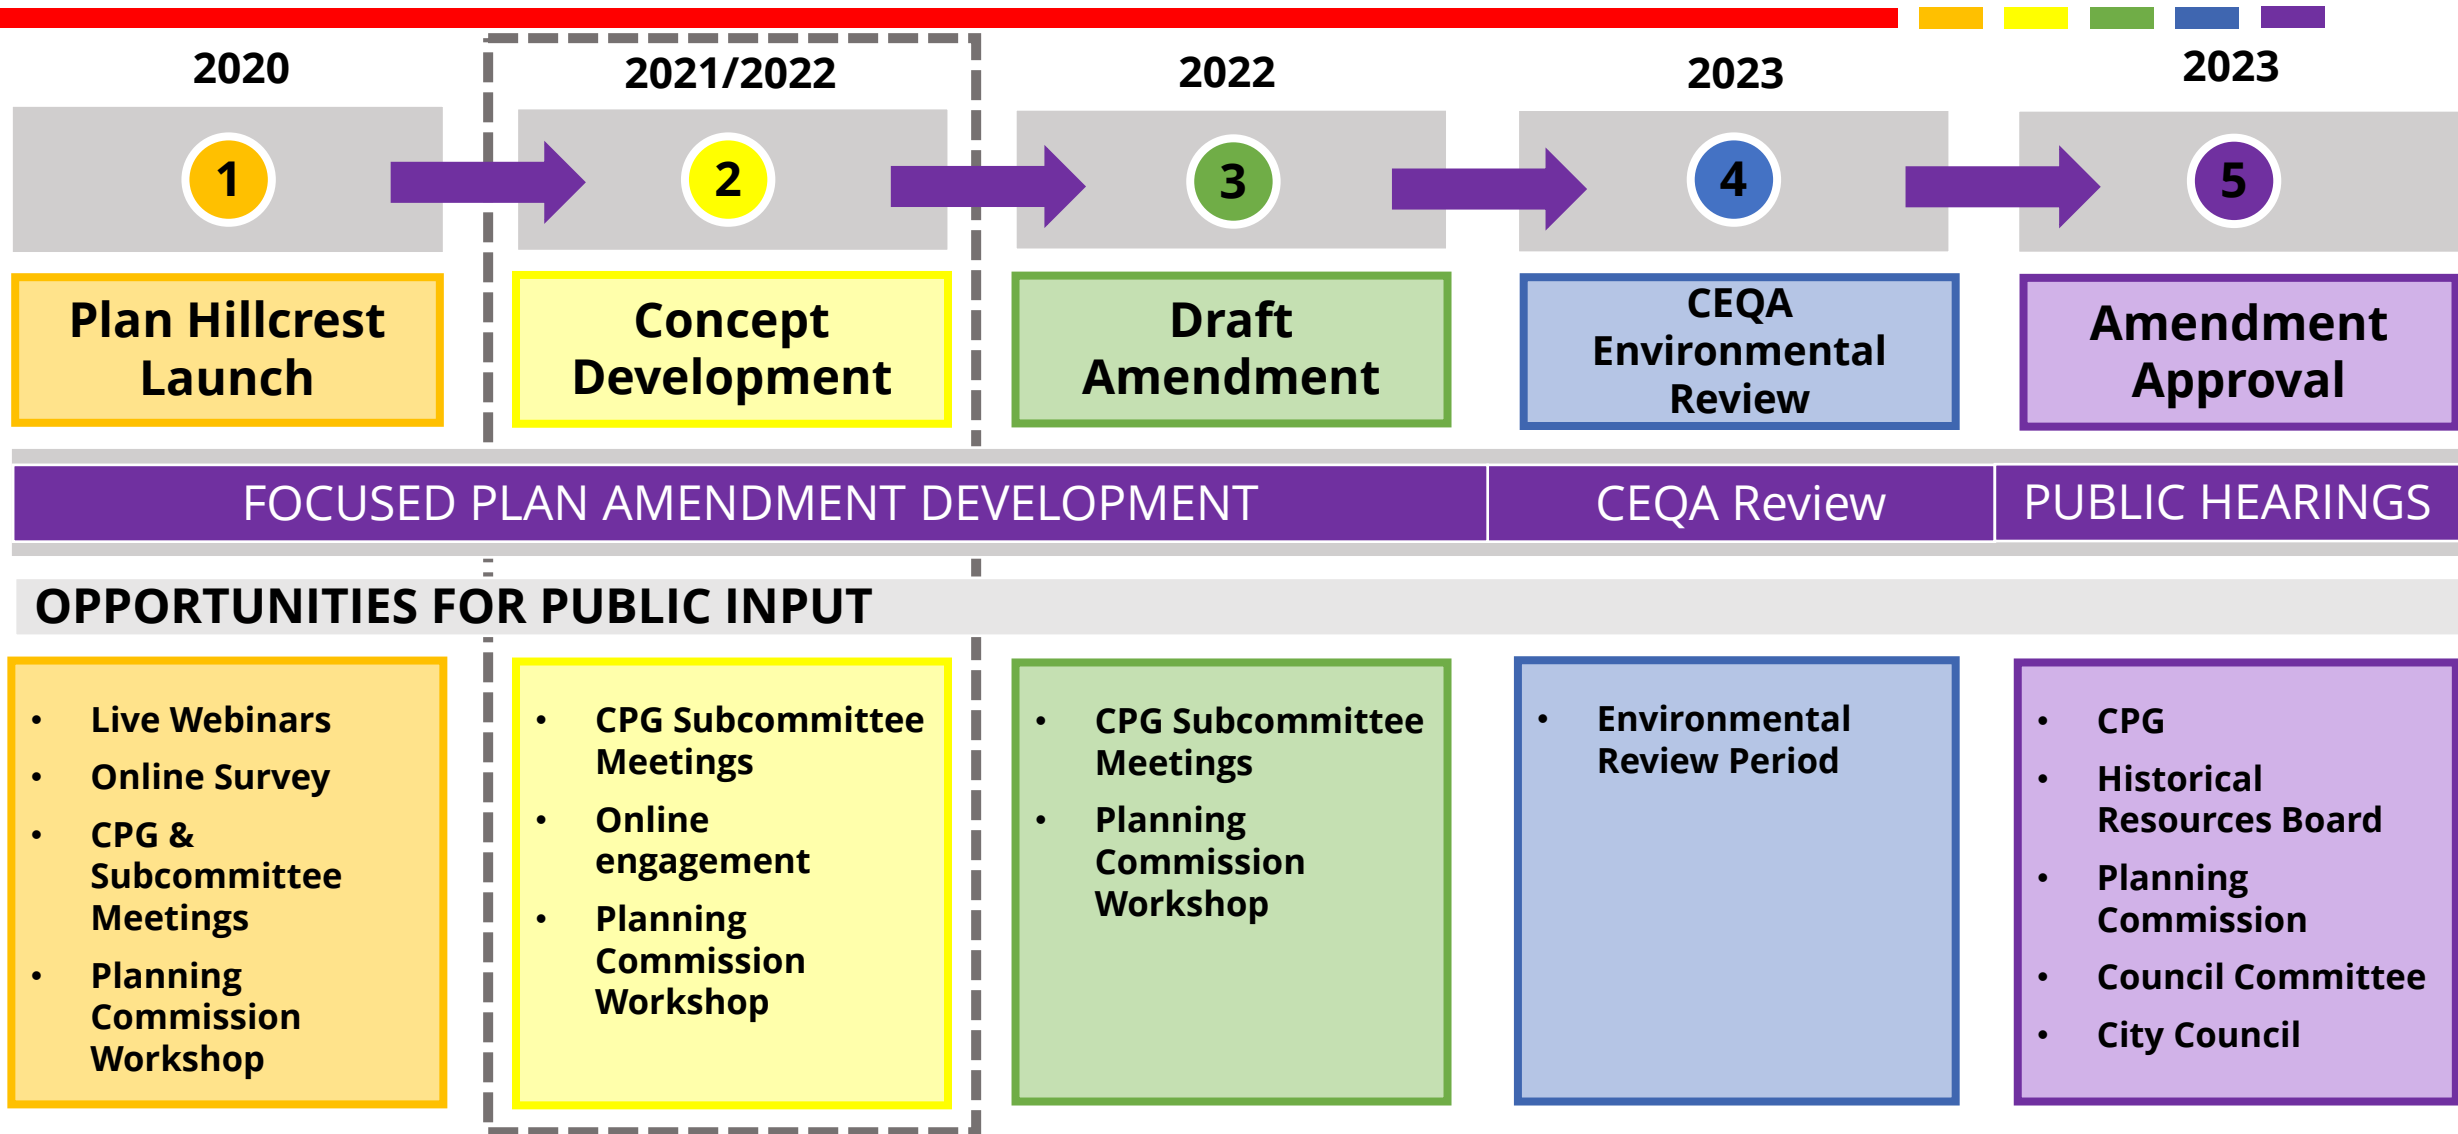 2020
2021/2022
2022
2023
2023
1
2
3
4
5
Plan Hillcrest
Launch
Concept
Development
Draft
Amendment
CEQA
Environmental
Review
Amendment
Approval
FOCUSED PLAN AMENDMENT DEVELOPMENT
CEQA Review
PUBLIC HEARINGS
OPPORTUNITIES FOR PUBLIC INPUT
• Live Webinars
• Online Survey
• CPG &
Subcommittee
Meetings
• Planning
Commission
Workshop
• CPG Subcommittee
Meetings
• Online
engagement
• Planning
Commission
Workshop
• CPG Subcommittee
Meetings
• Planning
Commission
Workshop
• Environmental
Review Period
• CPG
• Historical
Resources Board
• Planning
Commission
• Council Committee
• City Council